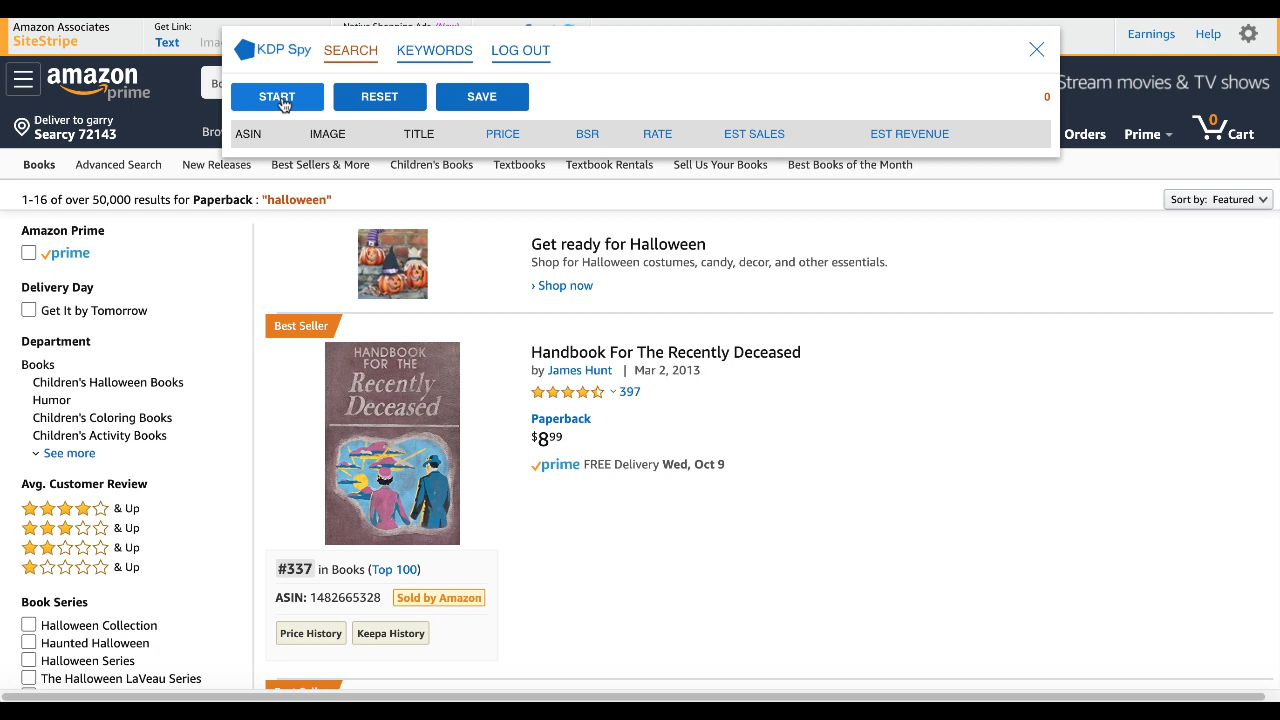 Amazon Associates
SiteStripe
Get Link:
Text
KDP Spy SEARCH KEYWORDS LOG OUT
Earnings Help
START RESET SAVE 0
ASIN IMAGE TITLE PRICE BSR RATE EST SALES EST REVENUE
amazon
prime
Stream movies & TV shows
Deliver to garry
Searcy 72143
Orders Prime 0 Cart
Books Advanced Search New Releases Best Sellers & More Children's Books Textbooks Textbook Rentals Sell Us Your Books Best Books of the Month
1-16 of over 50,000 results for Paperback : "halloween"
Sort by: Featured
Amazon Prime
prime
Delivery Day
Get It by Tomorrow
Department
Books
Children's Halloween Books
Humor
Children's Coloring Books
Children's Activity Books
See more
Avg. Customer Review
& Up
& Up
& Up
& Up
Book Series
Halloween Collection
Haunted Halloween
Halloween Series
The Halloween LaVeau Series
Get ready for Halloween
Shop for Halloween costumes, candy, decor, and other essentials.
› Shop now
Best Seller
HANDBOOK
FOR THE
Recently
Deceased
Handbook For The Recently Deceased
by James Hunt | Mar 2, 2013
397
Paperback
$899
prime FREE Delivery Wed, Oct 9
#337 in Books (Top 100)
ASIN: 1482665328 Sold by Amazon
Price History Keepa History